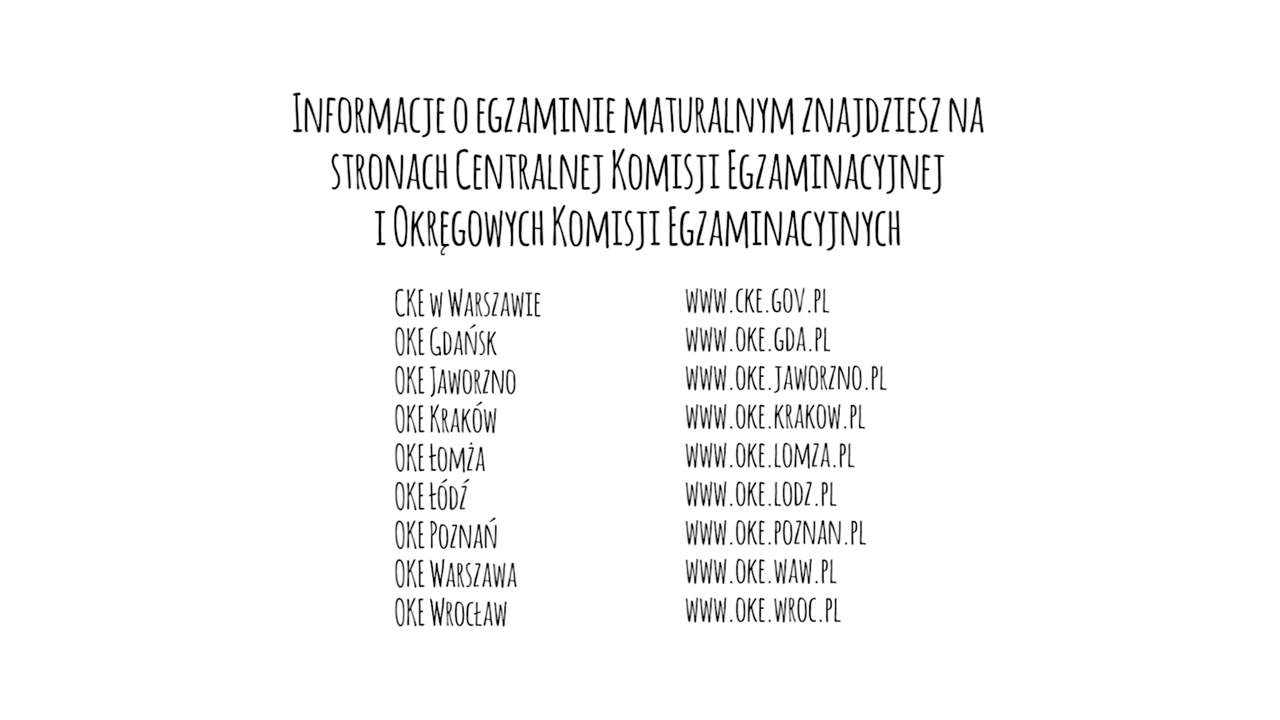 Informacje o egzaminie maturalnym znajdziesz na
stronach Centralnej Komisji Egzaminacyjnej
i Okręgowych Komisji Egzaminacyjnych
CKE w Warszawie www.cke.gov.pl
OKE Gdańsk www.oke.gda.pl
OKE Jaworzno www.oke.jaworzno.pl
OKE Kraków www.oke.krakow.pl
OKE Łomża www.oke.lomza.pl
OKE Łódź www.oke.lodz.pl
OKE Poznań www.oke.poznan.pl
OKE Warszawa www.oke.waw.pl
OKE Wrocław www.oke.wroc.pl